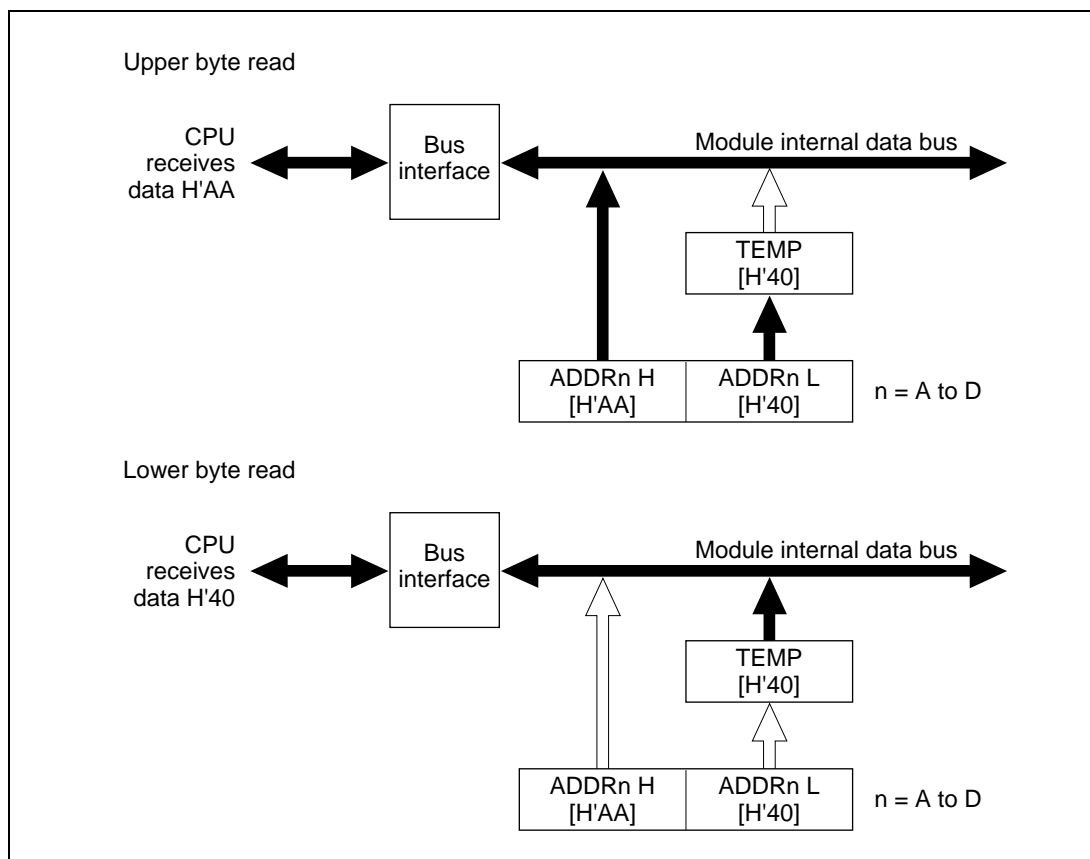 Upper byte read
CPU
receives
data H'AA
Bus
interface
Module internal data bus
TEMP
[H'40]
ADDRn H
[H'AA]
ADDRn L
[H'40]
n = A to D
Lower byte read
CPU
receives
data H'40
Bus
interface
Module internal data bus
TEMP
[H'40]
ADDRn H
[H'AA]
ADDRn L
[H'40]
n = A to D